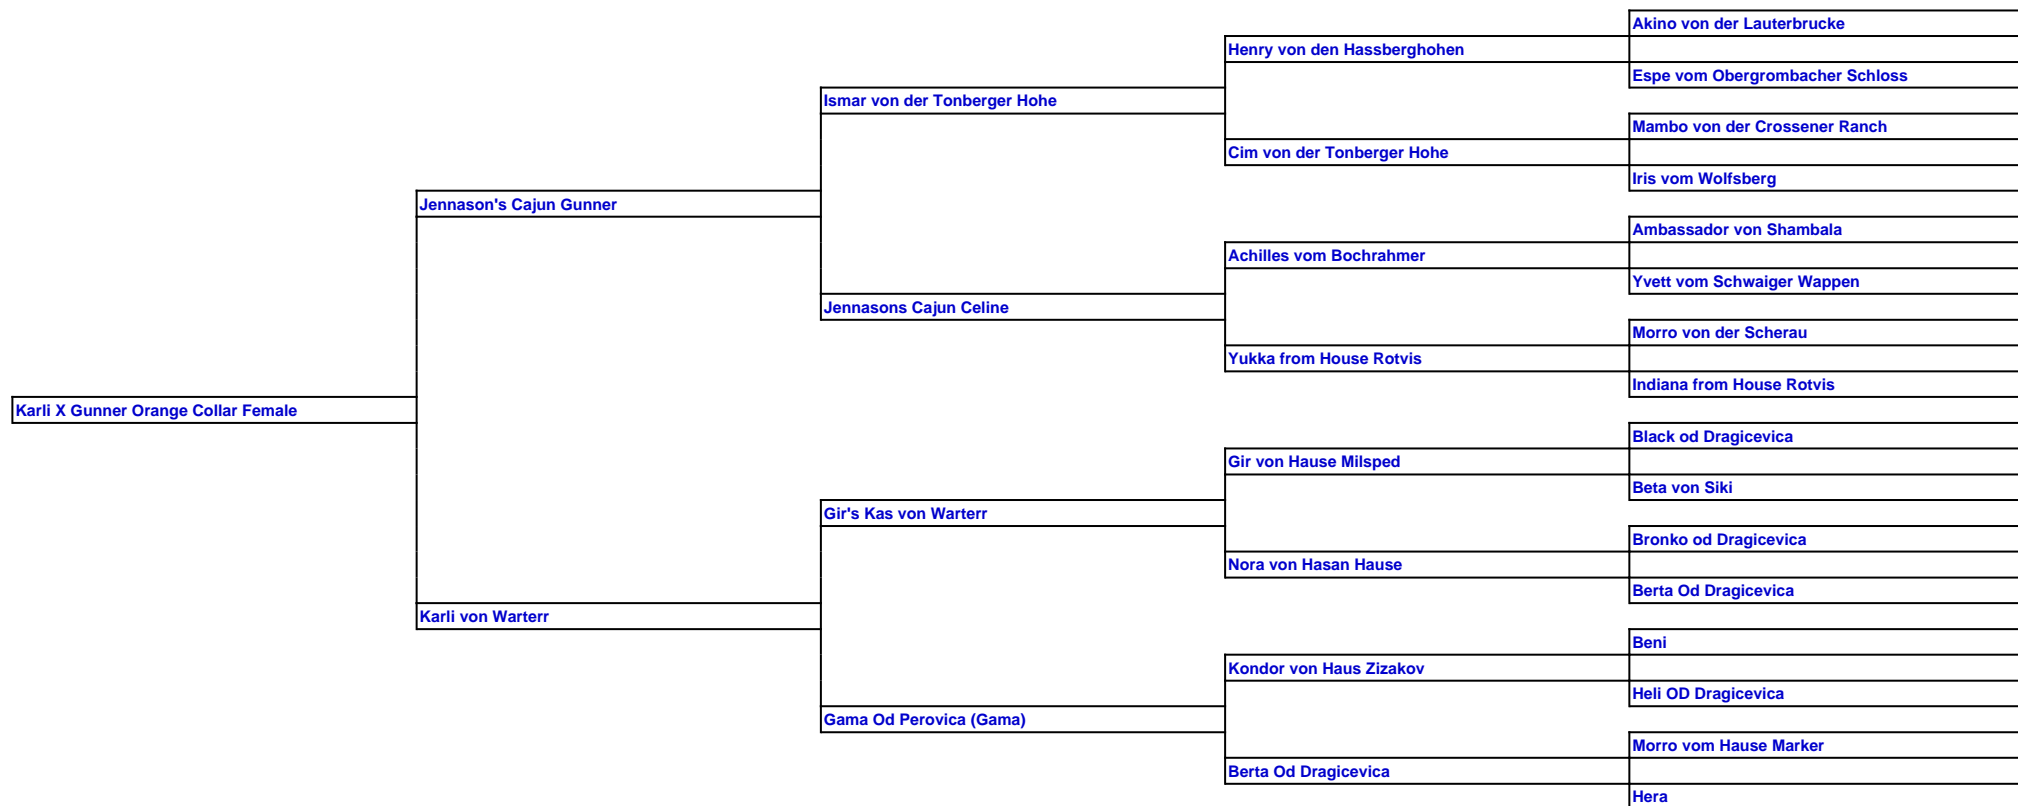 Akino von der Lauterbrucke
Henry von den Hassberghohen
Espe vom Obergrombacher Schloss
Ismar von der Tonberger Hohe
Mambo von der Crossener Ranch
Cim von der Tonberger Hohe
Iris vom Wolfsberg
Jennason's Cajun Gunner
Ambassador von Shambala
Achilles vom Bochrahmer
Yvett vom Schwaiger Wappen
Jennasons Cajun Celine
Morro von der Scherau
Yukka from House Rotvis
Indiana from House Rotvis
Karli X Gunner Orange Collar Female
Black od Dragicevica
Gir von Hause Milsped
Beta von Siki
Gir's Kas von Warterr
Bronko od Dragicevica
Nora von Hasan Hause
Berta Od Dragicevica
Karli von Warterr
Beni
Kondor von Haus Zizakov
Heli OD Dragicevica
Gama Od Perovica (Gama)
Morro vom Hause Marker
Berta Od Dragicevica
Hera